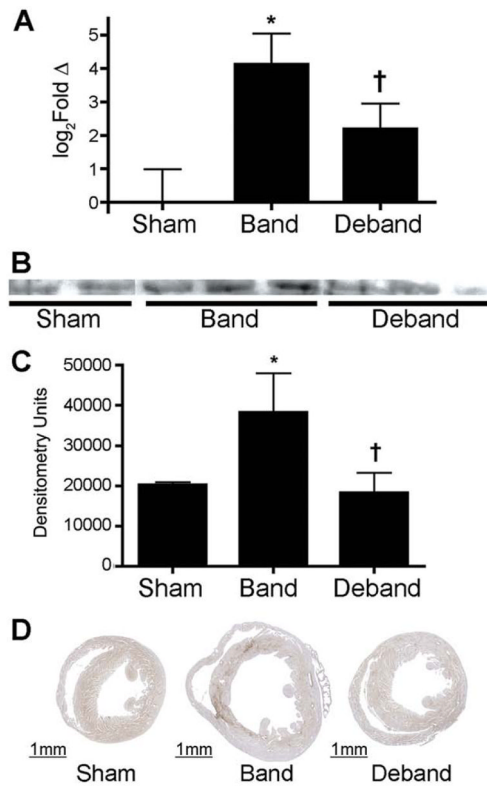 A
log₂Fold Δ
5
4
3
2
1
0
*
†
Sham Band Deband
B
Sham Band Deband
C
Densitometry Units
50000
40000
30000
20000
10000
0
*
†
Sham Band Deband
D
1mm 1mm 1mm
Sham Band Deband